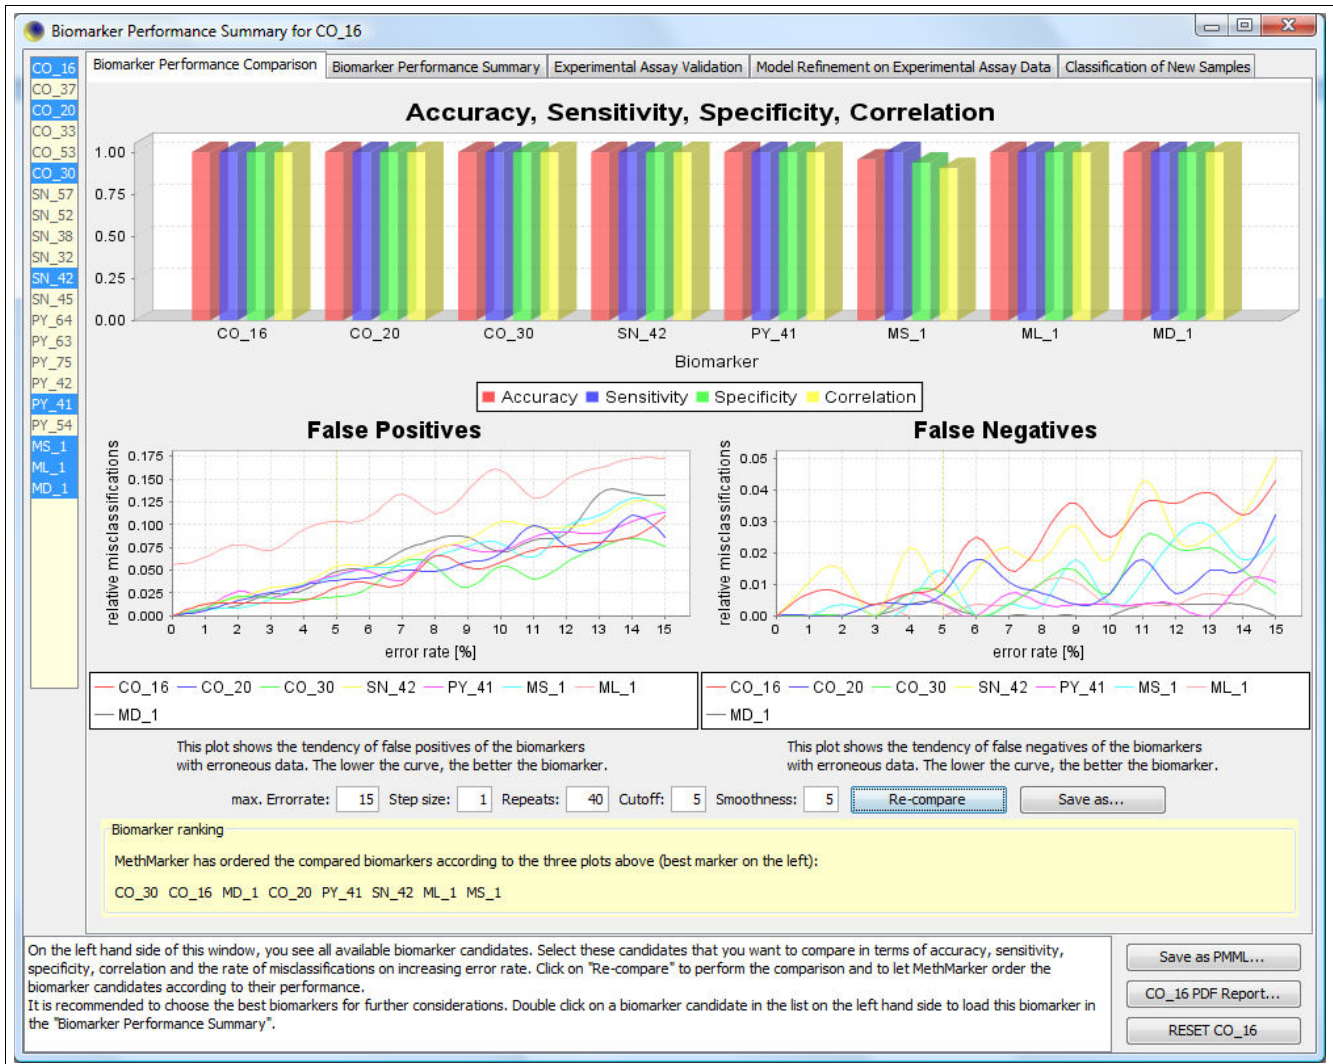 Biomarker Performance Summary for CO_16
CO_16
CO_37
CO_20
CO_33
CO_53
CO_30
SN_57
SN_52
SN_38
SN_32
SN_42
SN_45
PY_64
PY_63
PY_75
PY_42
PY_41
PY_54
MS_1
ML_1
MD_1
Biomarker Performance Comparison Biomarker Performance Summary Experimental Assay Validation Model Refinement on Experimental Assay Data Classification of New Samples
Accuracy, Sensitivity, Specificity, Correlation
1.00
0.75
0.50
0.25
0.00
CO_16 CO_20 CO_30 SN_42 PY_41 MS_1 ML_1 MD_1
Biomarker
Accuracy Sensitivity Specificity Correlation
False Positives
relative misclassifications
0.175
0.150
0.125
0.100
0.075
0.050
0.025
0.000
0 1 2 3 4 5 6 7 8 9 10 11 12 13 14 15
error rate [%]
CO_16 CO_20 CO_30 SN_42 PY_41 MS_1 ML_1
MD_1
This plot shows the tendency of false positives of the biomarkers
with erroneous data. The lower the curve, the better the biomarker.
False Negatives
relative misclassifications
0.05
0.04
0.03
0.02
0.01
0.00
0 1 2 3 4 5 6 7 8 9 10 11 12 13 14 15
error rate [%]
CO_16 CO_20 CO_30 SN_42 PY_41 MS_1 ML_1
MD_1
This plot shows the tendency of false negatives of the biomarkers
with erroneous data. The lower the curve, the better the biomarker.
max. Errorrate: 15 Step size: 1 Repeats: 40 Cutoff: 5 Smoothness: 5 Re-compare Save as...
Biomarker ranking
MethMarker has ordered the compared biomarkers according to the three plots above (best marker on the left):
CO_30 CO_16 MD_1 CO_20 PY_41 SN_42 ML_1 MS_1
On the left hand side of this window, you see all available biomarker candidates. Select these candidates that you want to compare in terms of accuracy, sensitivity,
specificity, correlation and the rate of misclassifications on increasing error rate. Click on "Re-compare" to perform the comparison and to let MethMarker order the
biomarker candidates according to their performance.
It is recommended to choose the best biomarkers for further considerations. Double click on a biomarker candidate in the list on the left hand side to load this biomarker in
the "Biomarker Performance Summary".
Save as PMML...
CO_16 PDF Report...
RESET CO_16